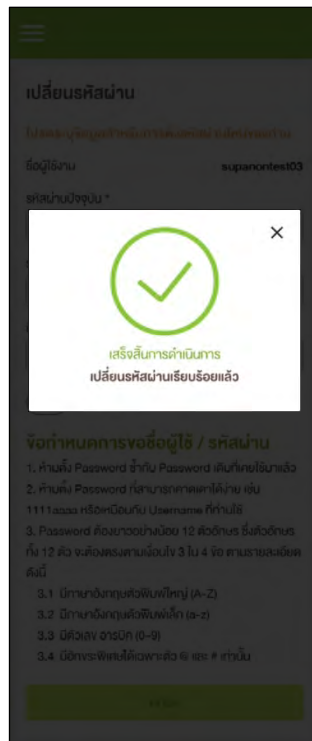 เปลี่ยนรหัสผ่าน
ชื่อผู้ใช้งาน
supanontest03
รหัสผ่านปัจจุบัน *
เสร็จสิ้นการดำเนินการ
เปลี่ยนรหัสผ่านเรียบร้อยแล้ว
ข้อกำหนดการขอชื่อผู้ใช้ / รหัสผ่าน
1. ห้ามตั้ง Password ซ้ำกับ Password เดิมที่เคยใช้มาแล้ว
2. ห้ามตั้ง Password ที่สามารถคาดเดาได้ง่าย เช่น
1111aaaa หรือเหมือนกับ Username ที่ท่านใช้
3. Password ต้องยาวอย่างน้อย 12 ตัวอักษร ซึ่งตัวอักษร
ทั้ง 12 ตัว จะต้องตรงตามเงื่อนไข 3 ใน 4 ข้อ ตามรายละเอียด
ดังนี้
3.1 มีภาษาอังกฤษตัวพิมพ์ใหญ่ (A-Z)
3.2 มีภาษาอังกฤษตัวพิมพ์เล็ก (a-z)
3.3 มีตัวเลข อารบิก (0-9)
3.4 มีอักขระพิเศษได้เฉพาะตัว @ และ # เท่านั้น